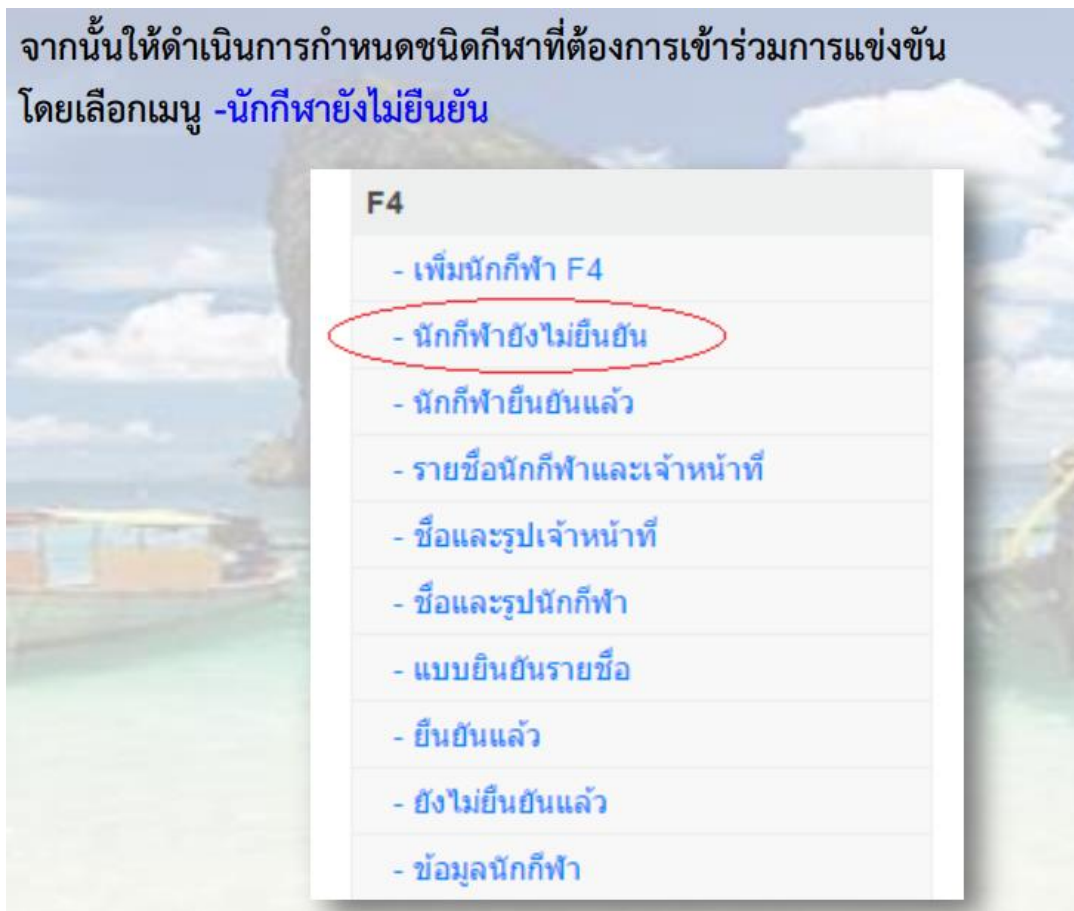 จากนั้นให้ดำเนินการกำหนดชนิดกีฬาที่ต้องการเข้าร่วมการแข่งขัน
โดยเลือกเมนู -นักกีฬายังไม่ยืนยัน
F4
- เพิ่มนักกีฬา F4
- นักกีฬายังไม่ยืนยัน
- นักกีฬายืนยันแล้ว
- รายชื่อนักกีฬาและเจ้าหน้าที่
- ชื่อและรูปเจ้าหน้าที่
- ชื่อและรูปนักกีฬา
- แบบยินยันรายชื่อ
- ยืนยันแล้ว
- ยังไม่ยืนยันแล้ว
- ข้อมูลนักกีฬา